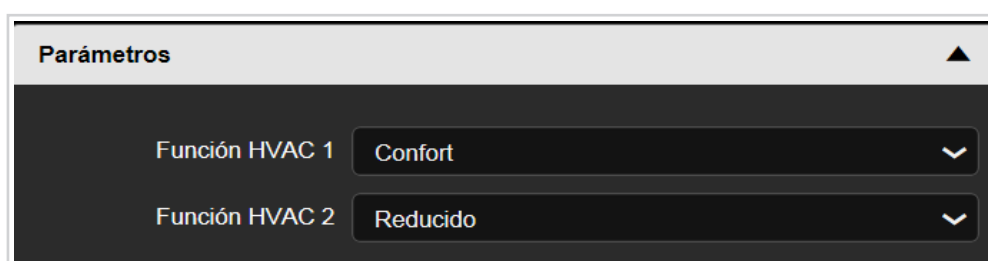 Parámetros
Función HVAC 1 Confort
Función HVAC 2 Reducido